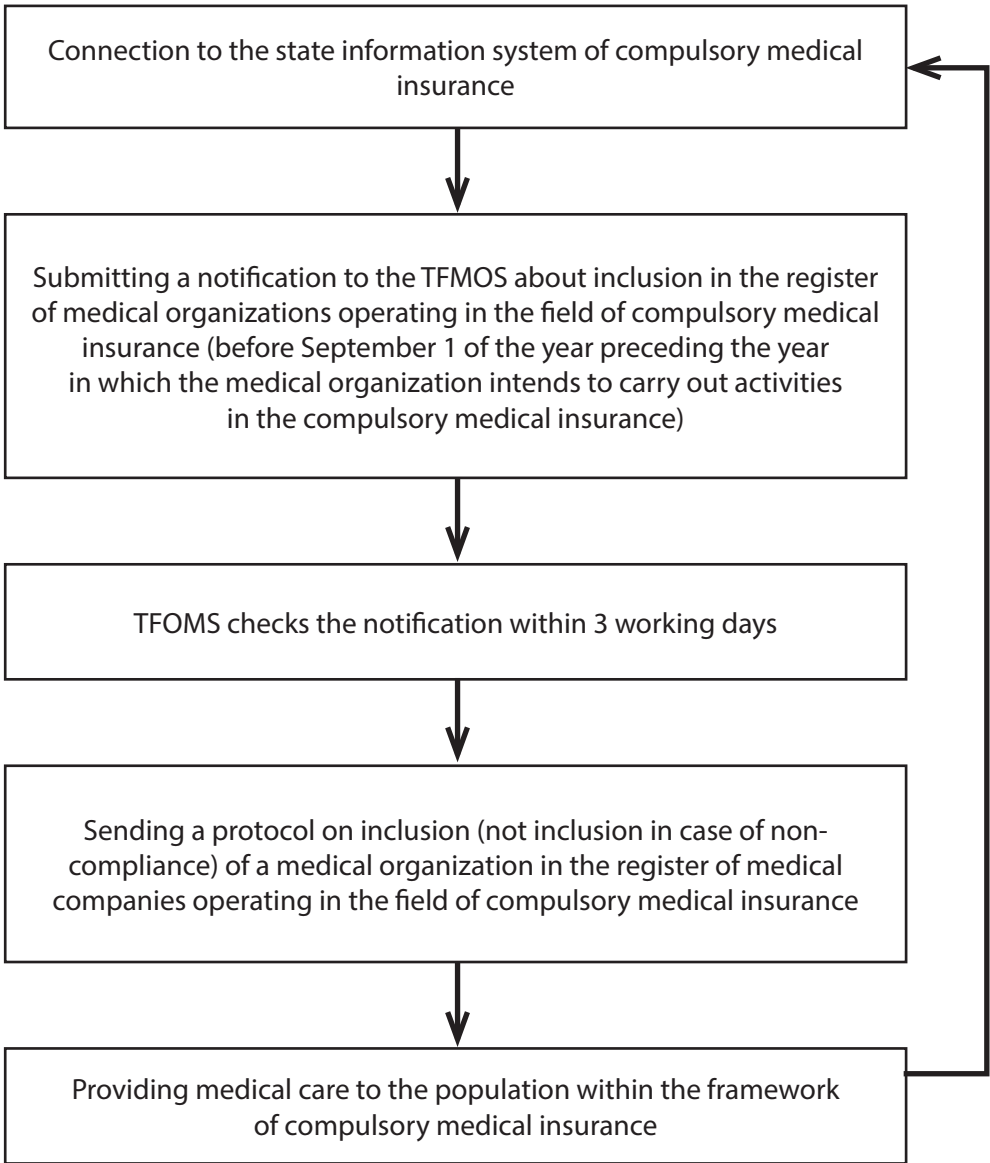 Connection to the state information system of compulsory medical
insurance
Submitting a notification to the TFMOS about inclusion in the register
of medical organizations operating in the field of compulsory medical
insurance (before September 1 of the year preceding the year
in which the medical organization intends to carry out activities
in the compulsory medical insurance)
TFOMS checks the notification within 3 working days
Sending a protocol on inclusion (not inclusion in case of non-
compliance) of a medical organization in the register of medical
companies operating in the field of compulsory medical insurance
Providing medical care to the population within the framework
of compulsory medical insurance